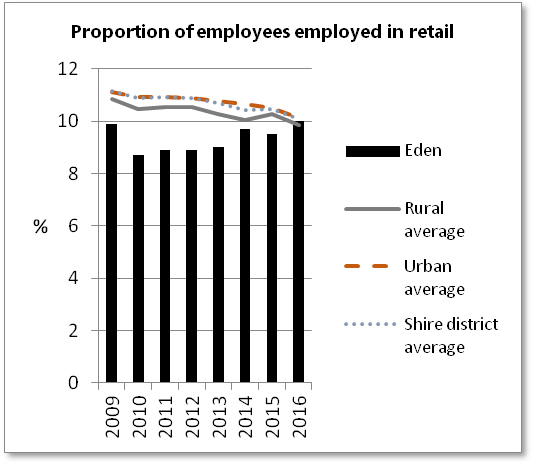 Proportion of employees employed in retail
12
10
8
6
4
2
0
%
2009
2010
2011
2012
2013
2014
2015
2016
Eden
Rural
average
Urban
average
Shire district
average